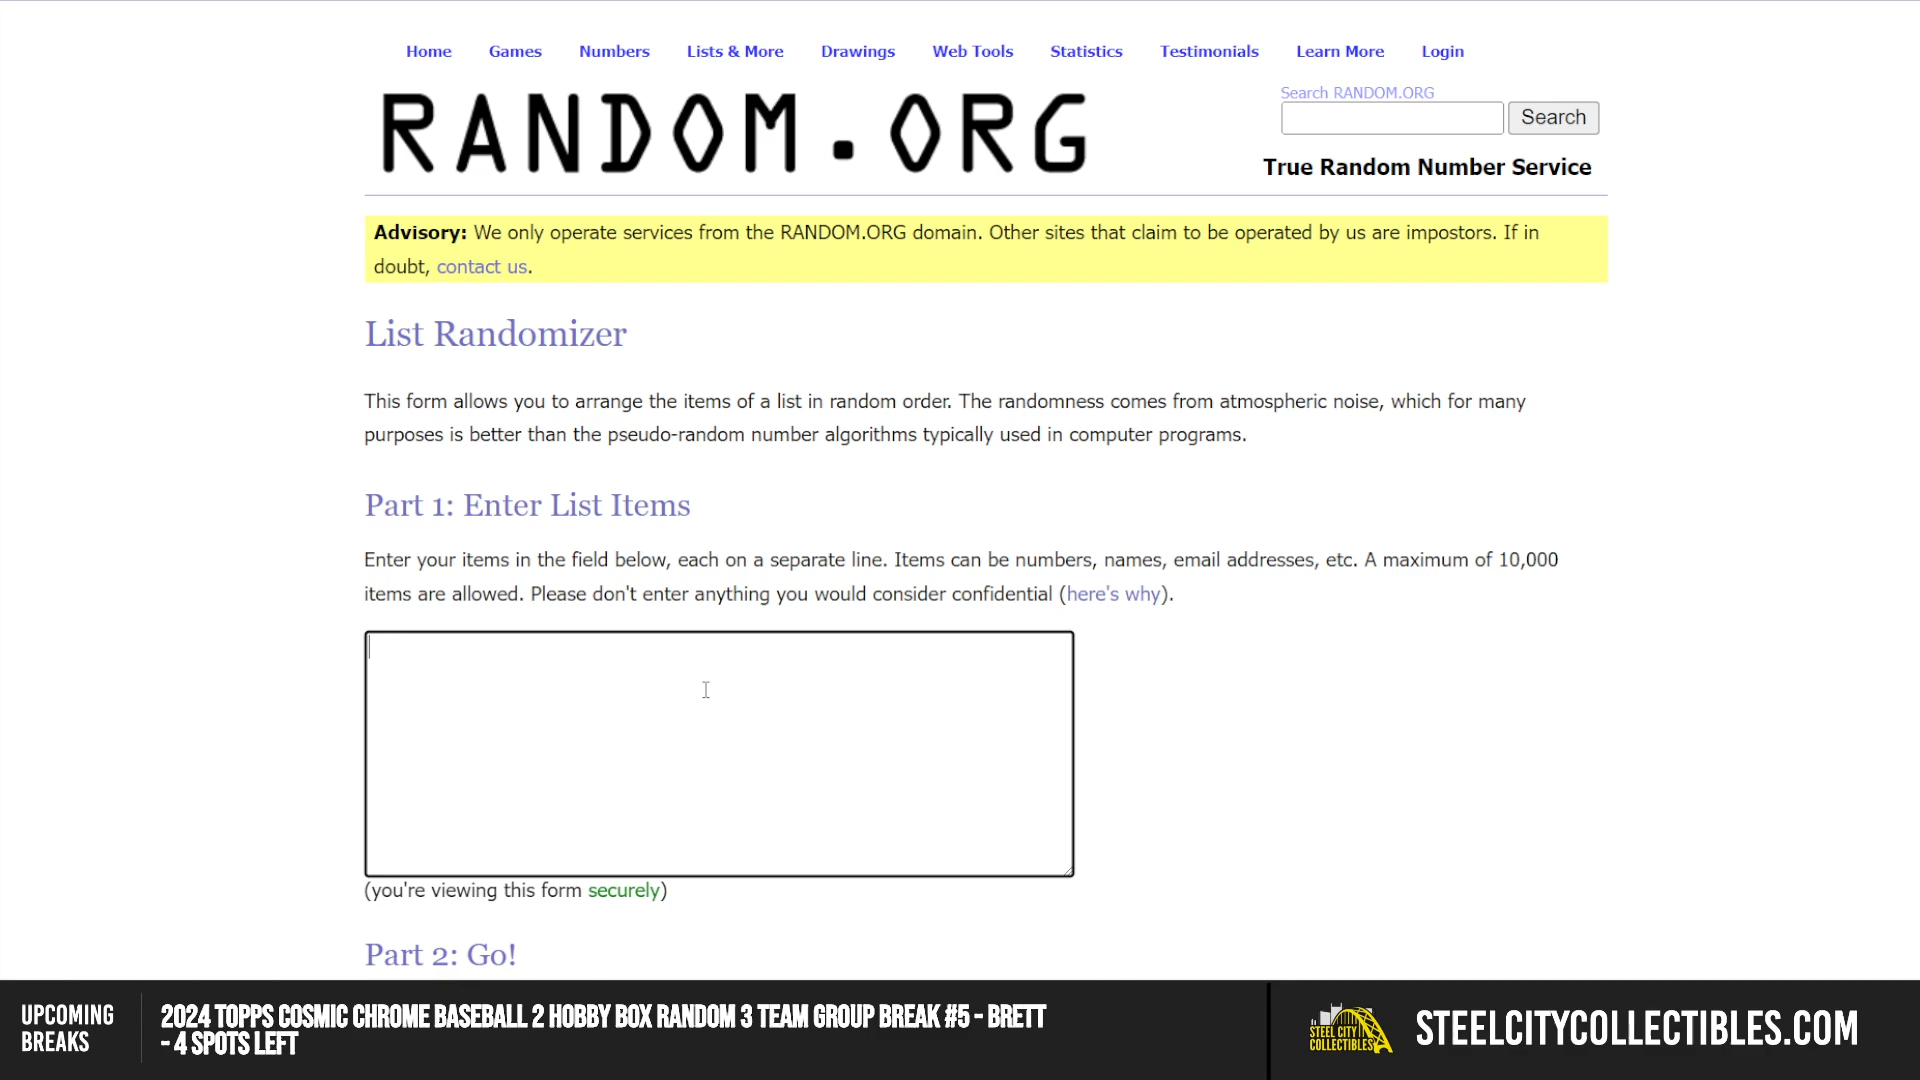 Home Games Numbers Lists & More Drawings Web Tools Statistics Testimonials Learn More Login
RANDOM.ORG
Search RANDOM.ORG
Search
True Random Number Service
Advisory: We only operate services from the RANDOM.ORG domain. Other sites that claim to be operated by us are impostors. If in
doubt, contact us.
List Randomizer
This form allows you to arrange the items of a list in random order. The randomness comes from atmospheric noise, which for many
purposes is better than the pseudo-random number algorithms typically used in computer programs.
Part 1: Enter List Items
Enter your items in the field below, each on a separate line. Items can be numbers, names, email addresses, etc. A maximum of 10,000
items are allowed. Please don't enter anything you would consider confidential (here's why).
(you're viewing this form securely)
Part 2: Go!
UPCOMING
BREAKS
2024 TOPPS COSMIC CHROME BASEBALL 2 HOBBY BOX RANDOM 3 TEAM GROUP BREAK #5 - BRETT
- 4 SPOTS LEFT
STEEL CITY
COLLECTIBLES
STEELCITYCOLLECTIBLES.COM